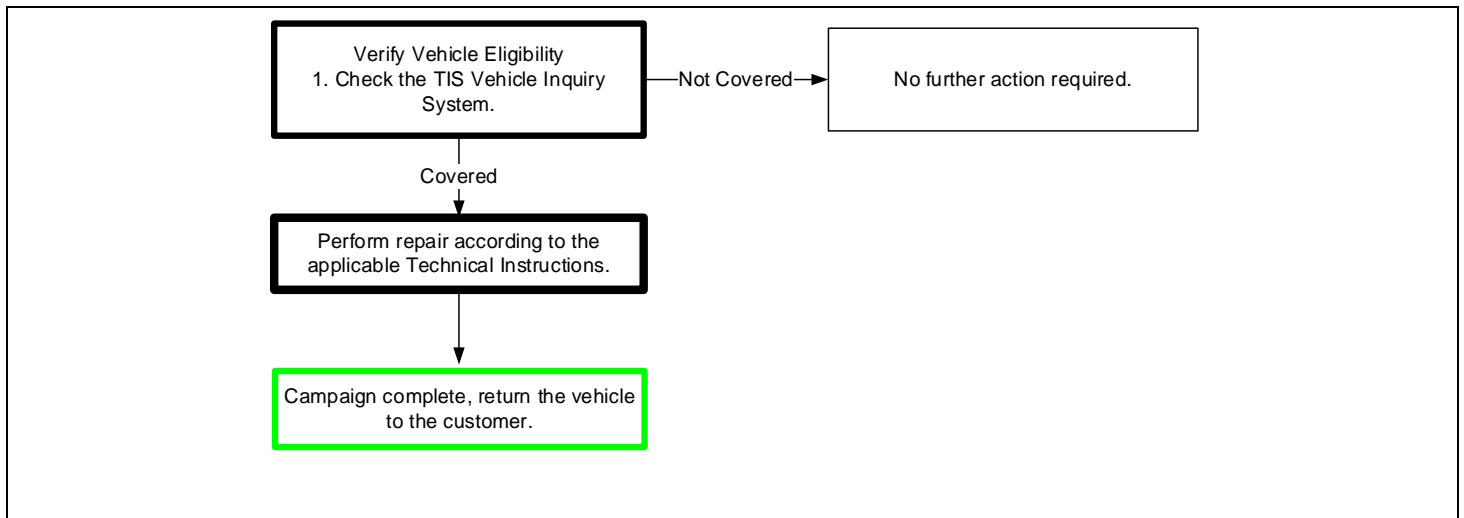 Verify Vehicle Eligibility
1. Check the TIS Vehicle Inquiry
System.
Not Covered
No further action required.
Covered
Perform repair according to the
applicable Technical Instructions.
Campaign complete, return the vehicle
to the customer.